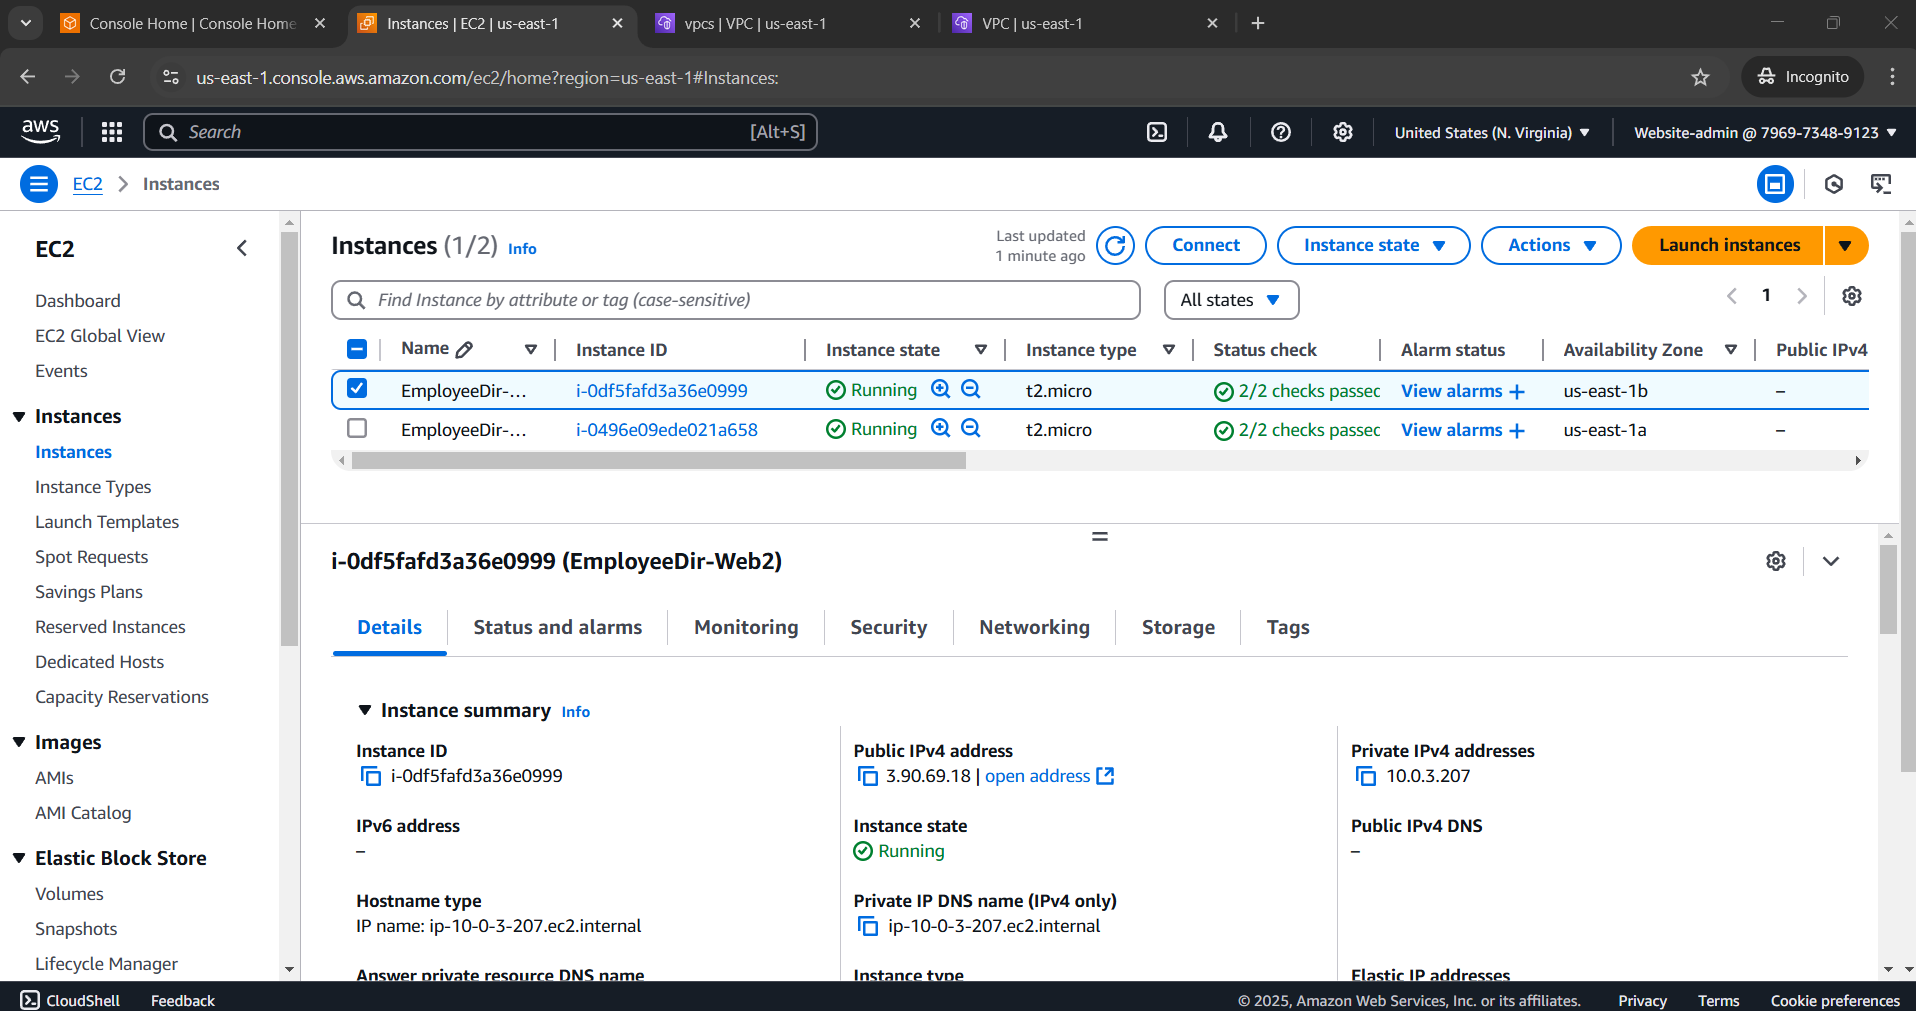 Console Home | Console Home
Instances | EC2 | us-east-1
vpcs | VPC | us-east-1
VPC | us-east-1
us-east-1.console.aws.amazon.com/ec2/home?region=us-east-1#Instances:
Incognito
aws
Search
[Alt+S]
United States (N. Virginia)
Website-admin @ 7969-7348-9123
EC2
Instances
EC2
Dashboard
EC2 Global View
Events
Instances
Instances
Instance Types
Launch Templates
Spot Requests
Savings Plans
Reserved Instances
Dedicated Hosts
Capacity Reservations
Images
AMIs
AMI Catalog
Elastic Block Store
Volumes
Snapshots
Lifecycle Manager
Instances (1/2) Info
Last updated
1 minute ago
Connect
Instance state
Actions
Launch instances
Find Instance by attribute or tag (case-sensitive)
All states
1
Name Instance ID Instance state Instance type Status check Alarm status Availability Zone Public IPv4
EmployeeDir-... i-0df5fafd3a36e0999 Running t2.micro 2/2 checks passed View alarms + us-east-1b –
EmployeeDir-... i-0496e09ede021a658 Running t2.micro 2/2 checks passed View alarms + us-east-1a –
i-0df5fafd3a36e0999 (EmployeeDir-Web2)
Details Status and alarms Monitoring Security Networking Storage Tags
Instance summary Info
Instance ID
i-0df5fafd3a36e0999
Public IPv4 address
3.90.69.18 | open address
Private IPv4 addresses
10.0.3.207
IPv6 address
–
Instance state
Running
Public IPv4 DNS
–
Hostname type
IP name: ip-10-0-3-207.ec2.internal
Private IP DNS name (IPv4 only)
ip-10-0-3-207.ec2.internal
Answer private resource DNS name
Instance type
Elastic IP addresses
CloudShell
Feedback
© 2025, Amazon Web Services, Inc. or its affiliates.
Privacy
Terms
Cookie preferences